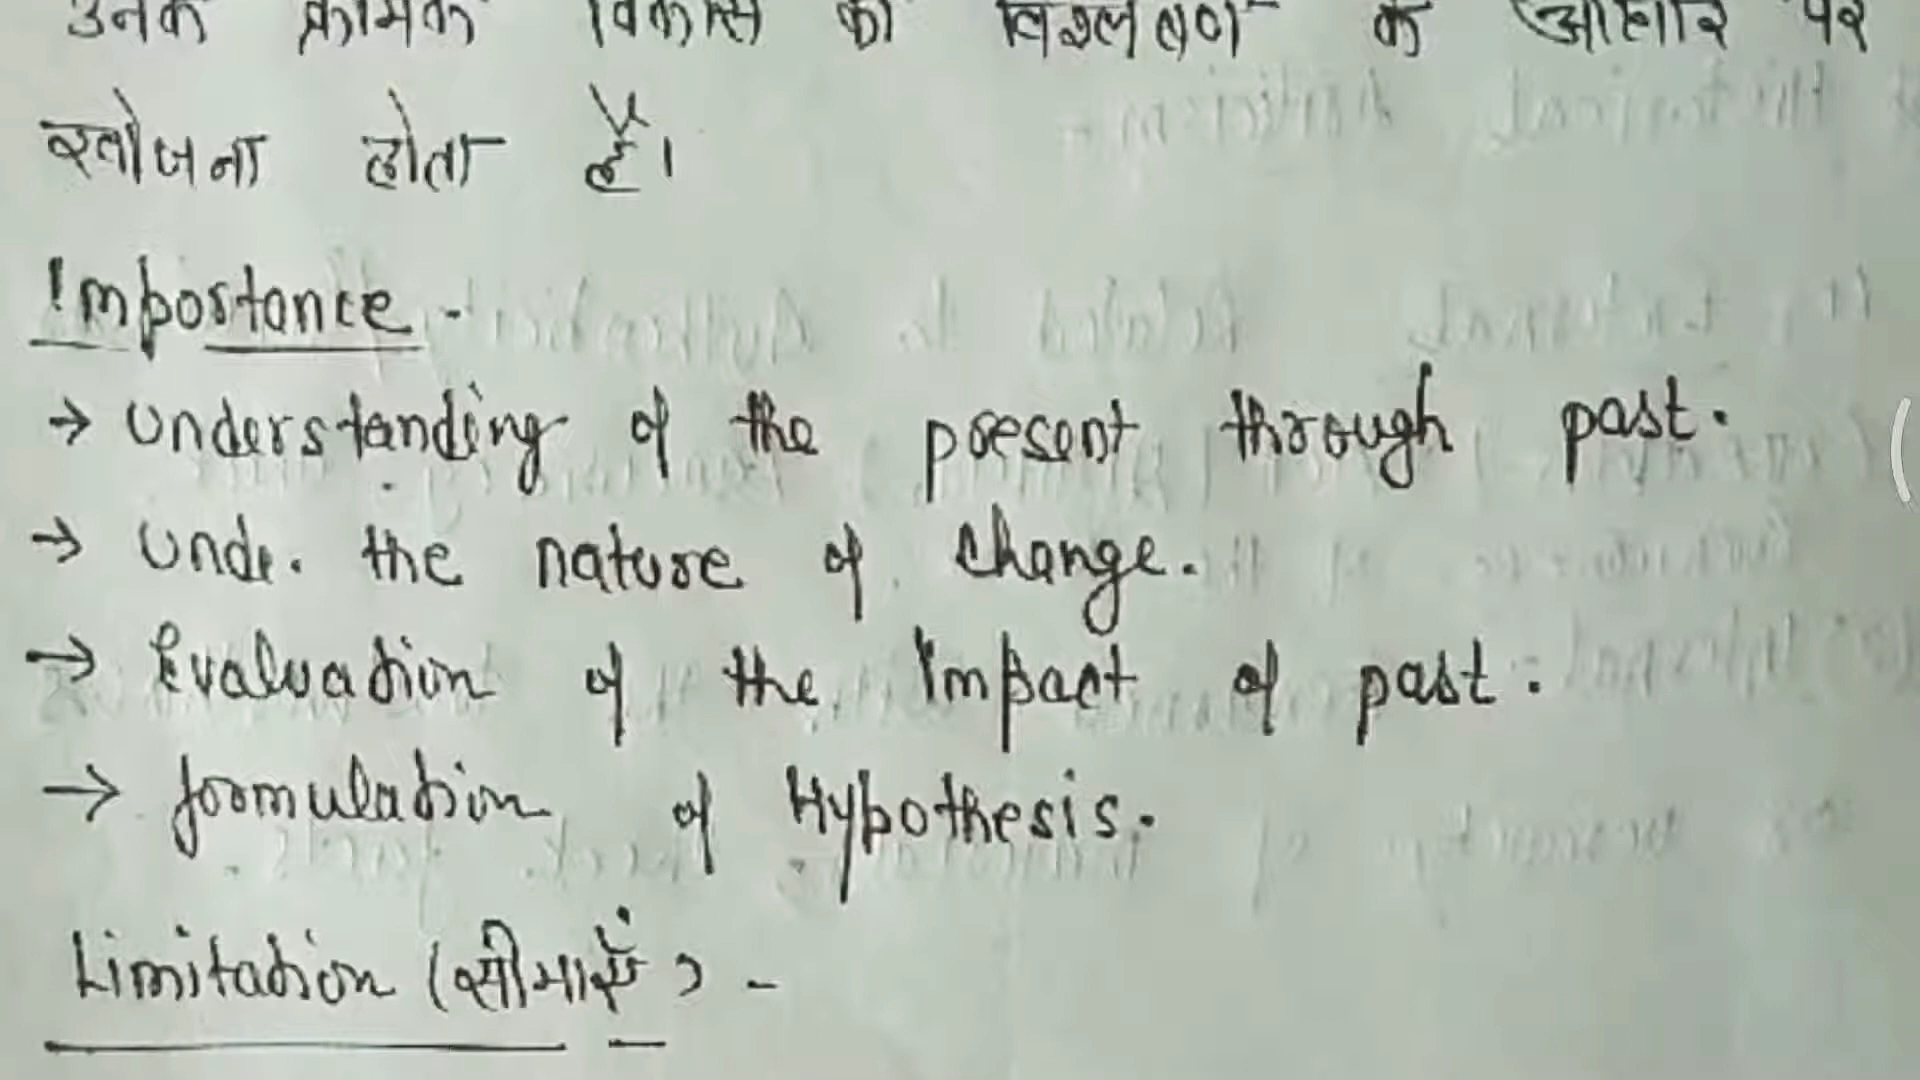 उनके क्रमिक विकास को विश्लेषण के आधार पर
खोजना होता है।
Importance -
→ Understanding of the present through past.
→ Unde. the nature of change.
→ Evaluation of the Impact of past.
→ formulation of Hypothesis.
Limitation (सीमाएँ) -